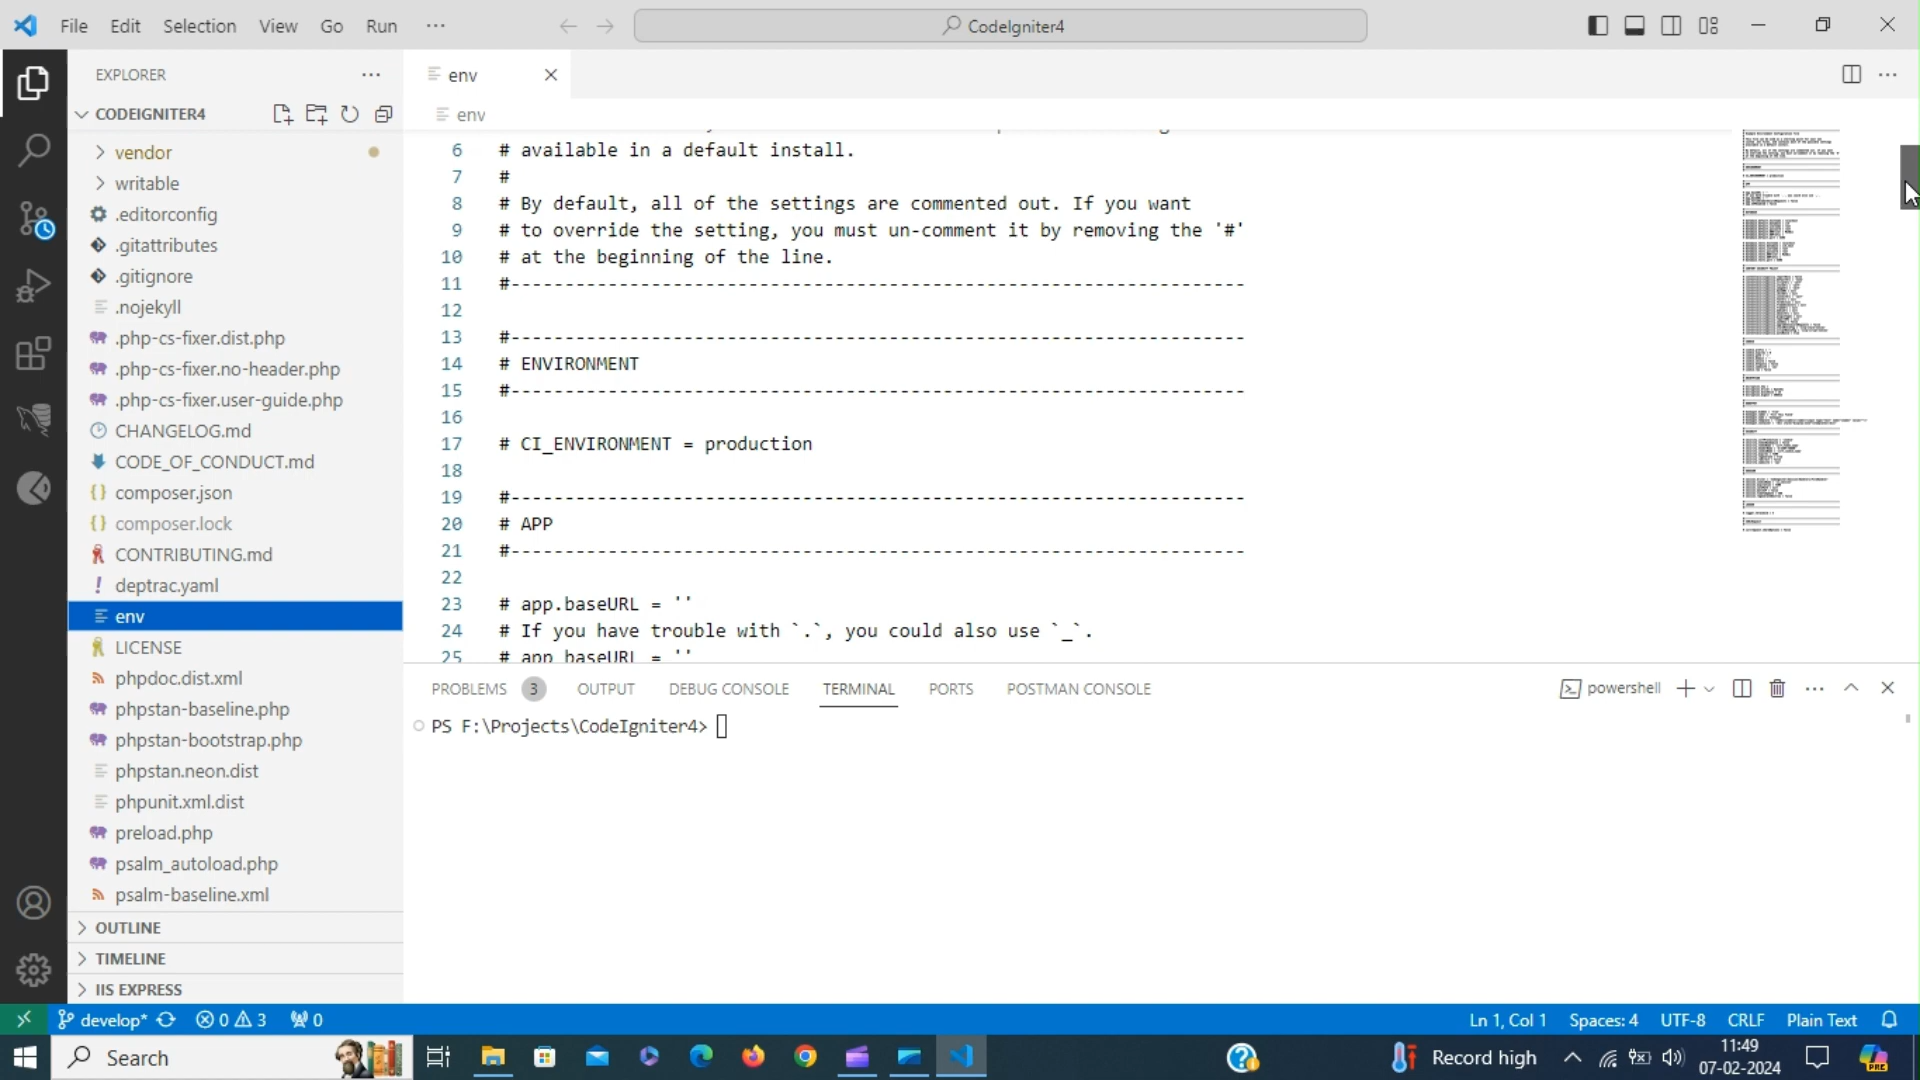 File Edit Selection View Go Run ···
CodeIgniter4
EXPLORER
CODEIGNITER4
vendor
writable
.editorconfig
.gitattributes
.gitignore
.nojekyll
.php-cs-fixer.dist.php
.php-cs-fixer.no-header.php
.php-cs-fixer.user-guide.php
CHANGELOG.md
CODE_OF_CONDUCT.md
composer.json
composer.lock
CONTRIBUTING.md
deptrac.yaml
env
LICENSE
phpdoc.dist.xml
phpstan-baseline.php
phpstan-bootstrap.php
phpstan.neon.dist
phpunit.xml.dist
preload.php
psalm_autoload.php
psalm-baseline.xml
OUTLINE
TIMELINE
IIS EXPRESS
env
env
6 # available in a default install.
7 #
8 # By default, all of the settings are commented out. If you want
9 # to override the setting, you must un-comment it by removing the '#'
10 # at the beginning of the line.
11 #--------------------------------------------------------------------
12
13 #--------------------------------------------------------------------
14 # ENVIRONMENT
15 #--------------------------------------------------------------------
16
17 # CI_ENVIRONMENT = production
18
19 #--------------------------------------------------------------------
20 # APP
21 #--------------------------------------------------------------------
22
23 # app.baseURL = ''
24 # If you have trouble with `.`, you could also use `_`.
25 # app baseURL = ''
PROBLEMS 3 OUTPUT DEBUG CONSOLE TERMINAL PORTS POSTMAN CONSOLE
powershell
PS F:\Projects\CodeIgniter4>
develop* 0 3 0
Ln 1, Col 1 Spaces: 4 UTF-8 CRLF Plain Text
Search
Record high
11:49
07-02-2024
PRE